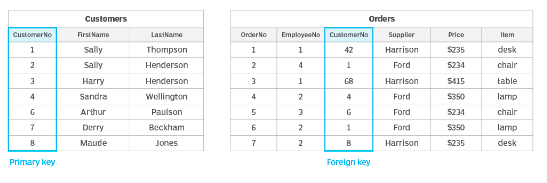 Customers
CustomerNo FirstName LastName
1 Sally Thompson
2 Sally Henderson
3 Harry Henderson
4 Sandra Wellington
6 Arthur Paulson
7 Derry Beckham
8 Maude Jones
Primary key
Orders
OrderNo EmployeeNo CustomerNo Supplier Price Item
1 1 42 Harrison $235 desk
2 4 1 Ford $234 chair
3 1 68 Harrison $415 table
4 2 4 Ford $350 lamp
5 3 6 Ford $234 chair
6 2 1 Ford $350 lamp
7 2 8 Harrison $235 desk
Foreign key